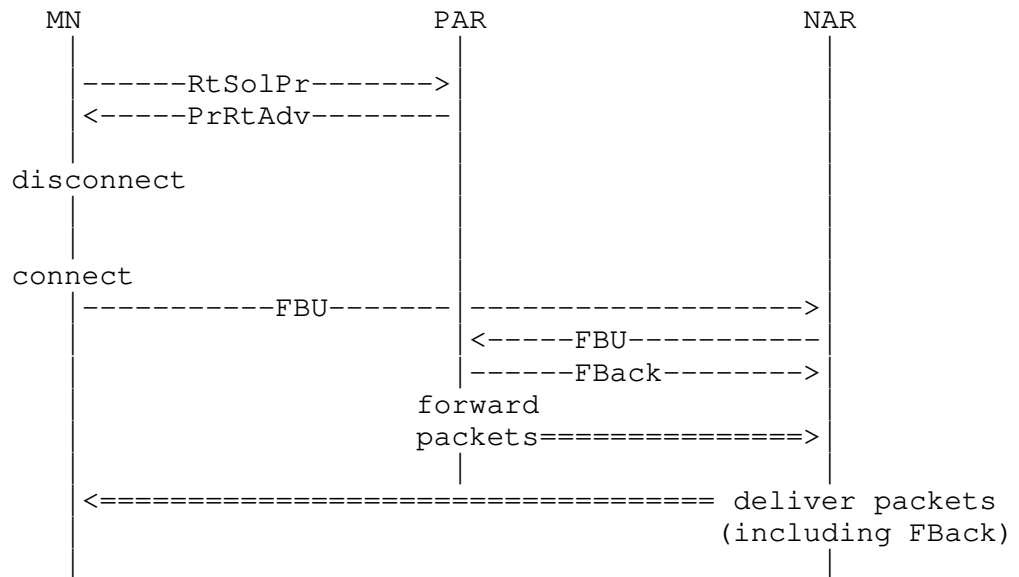 MN PAR NAR
------RtSolPr------->
<-----PrRtAdv--------
disconnect
connect
-----------FBU------- ------------------->
<-----FBU-----------
------FBack-------->
forward
packets===============>
<=================================== deliver packets
(including FBack)